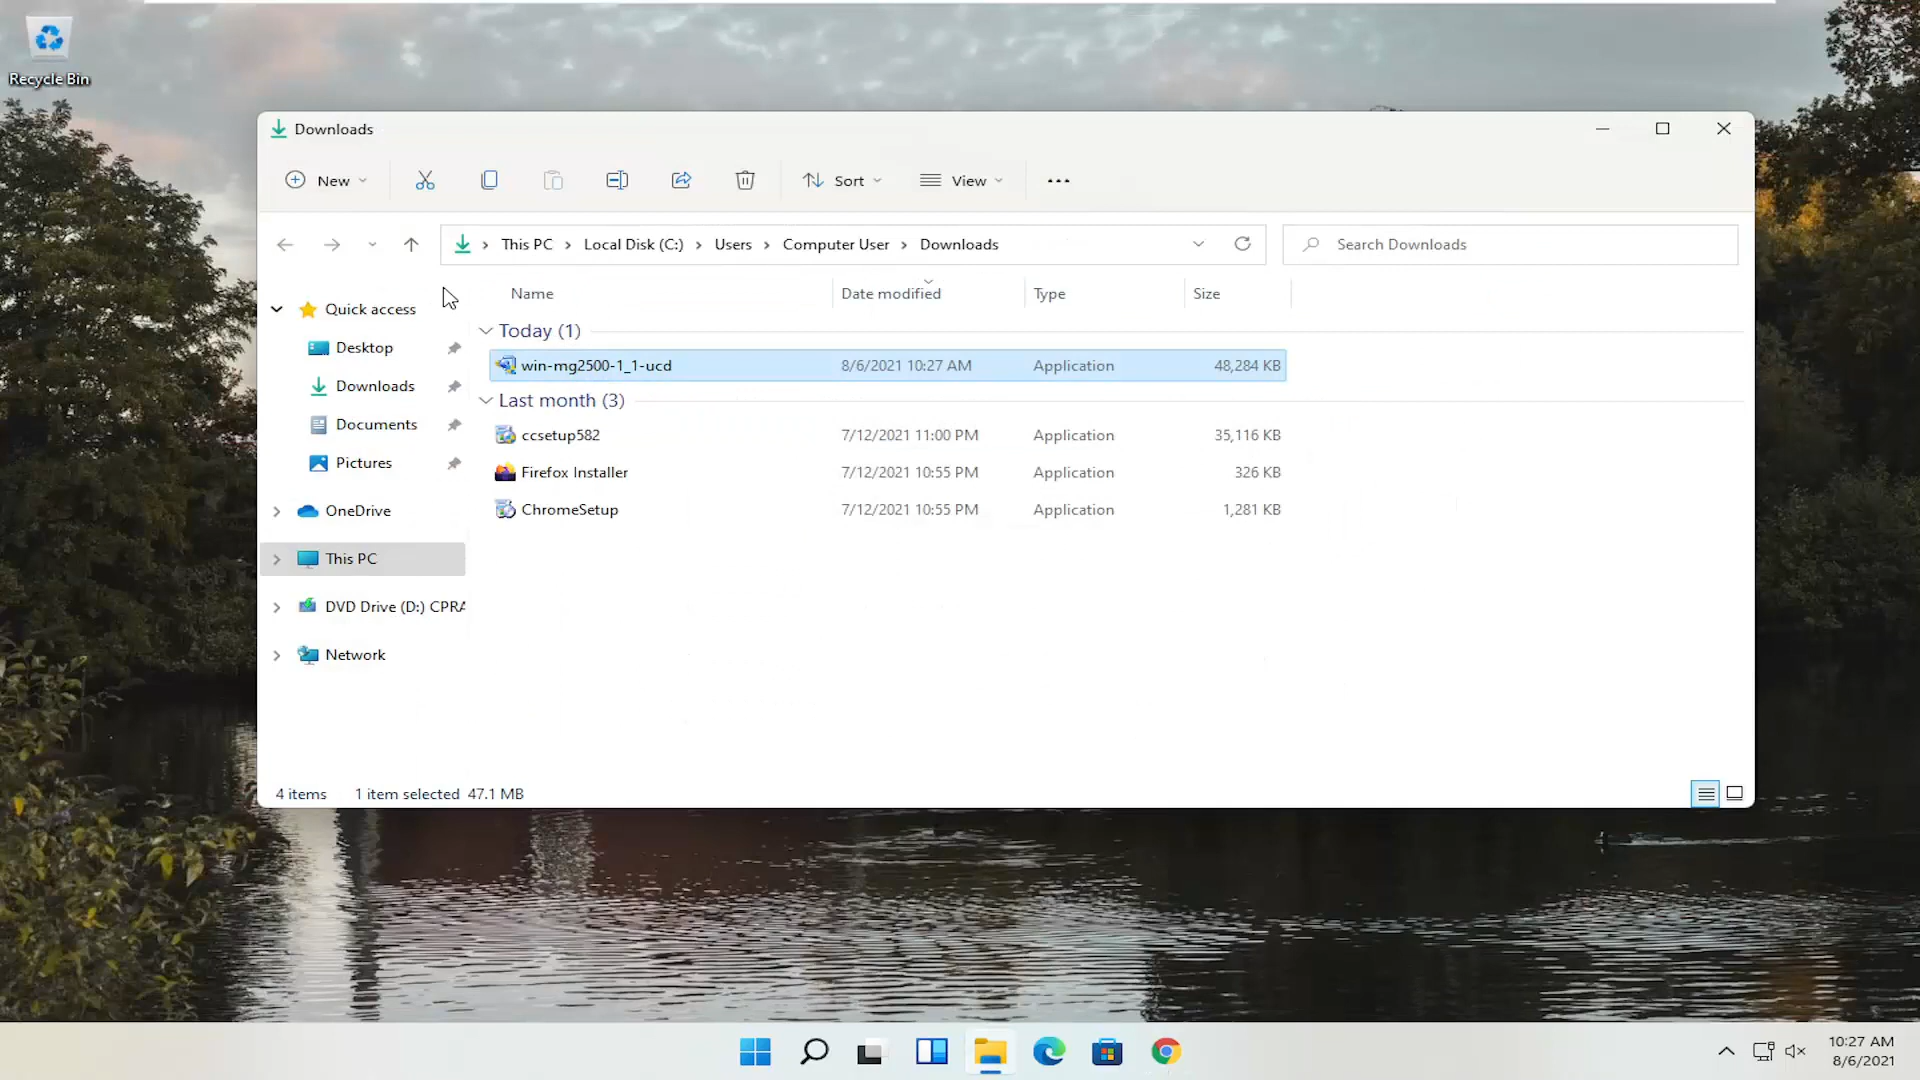 Recycle Bin
Downloads
New
Sort
View
This PC
Local Disk (C:)
Users
Computer User
Downloads
Search Downloads
Name
Date modified
Type
Size
Quick access
Desktop
Downloads
Documents
Pictures
OneDrive
This PC
DVD Drive (D:) CPRA
Network
Today (1)
win-mg2500-1_1-ucd 8/6/2021 10:27 AM Application 48,284 KB
Last month (3)
ccsetup582 7/12/2021 11:00 PM Application 35,116 KB
Firefox Installer 7/12/2021 10:55 PM Application 326 KB
ChromeSetup 7/12/2021 10:55 PM Application 1,281 KB
4 items 1 item selected 47.1 MB
10:27 AM
8/6/2021